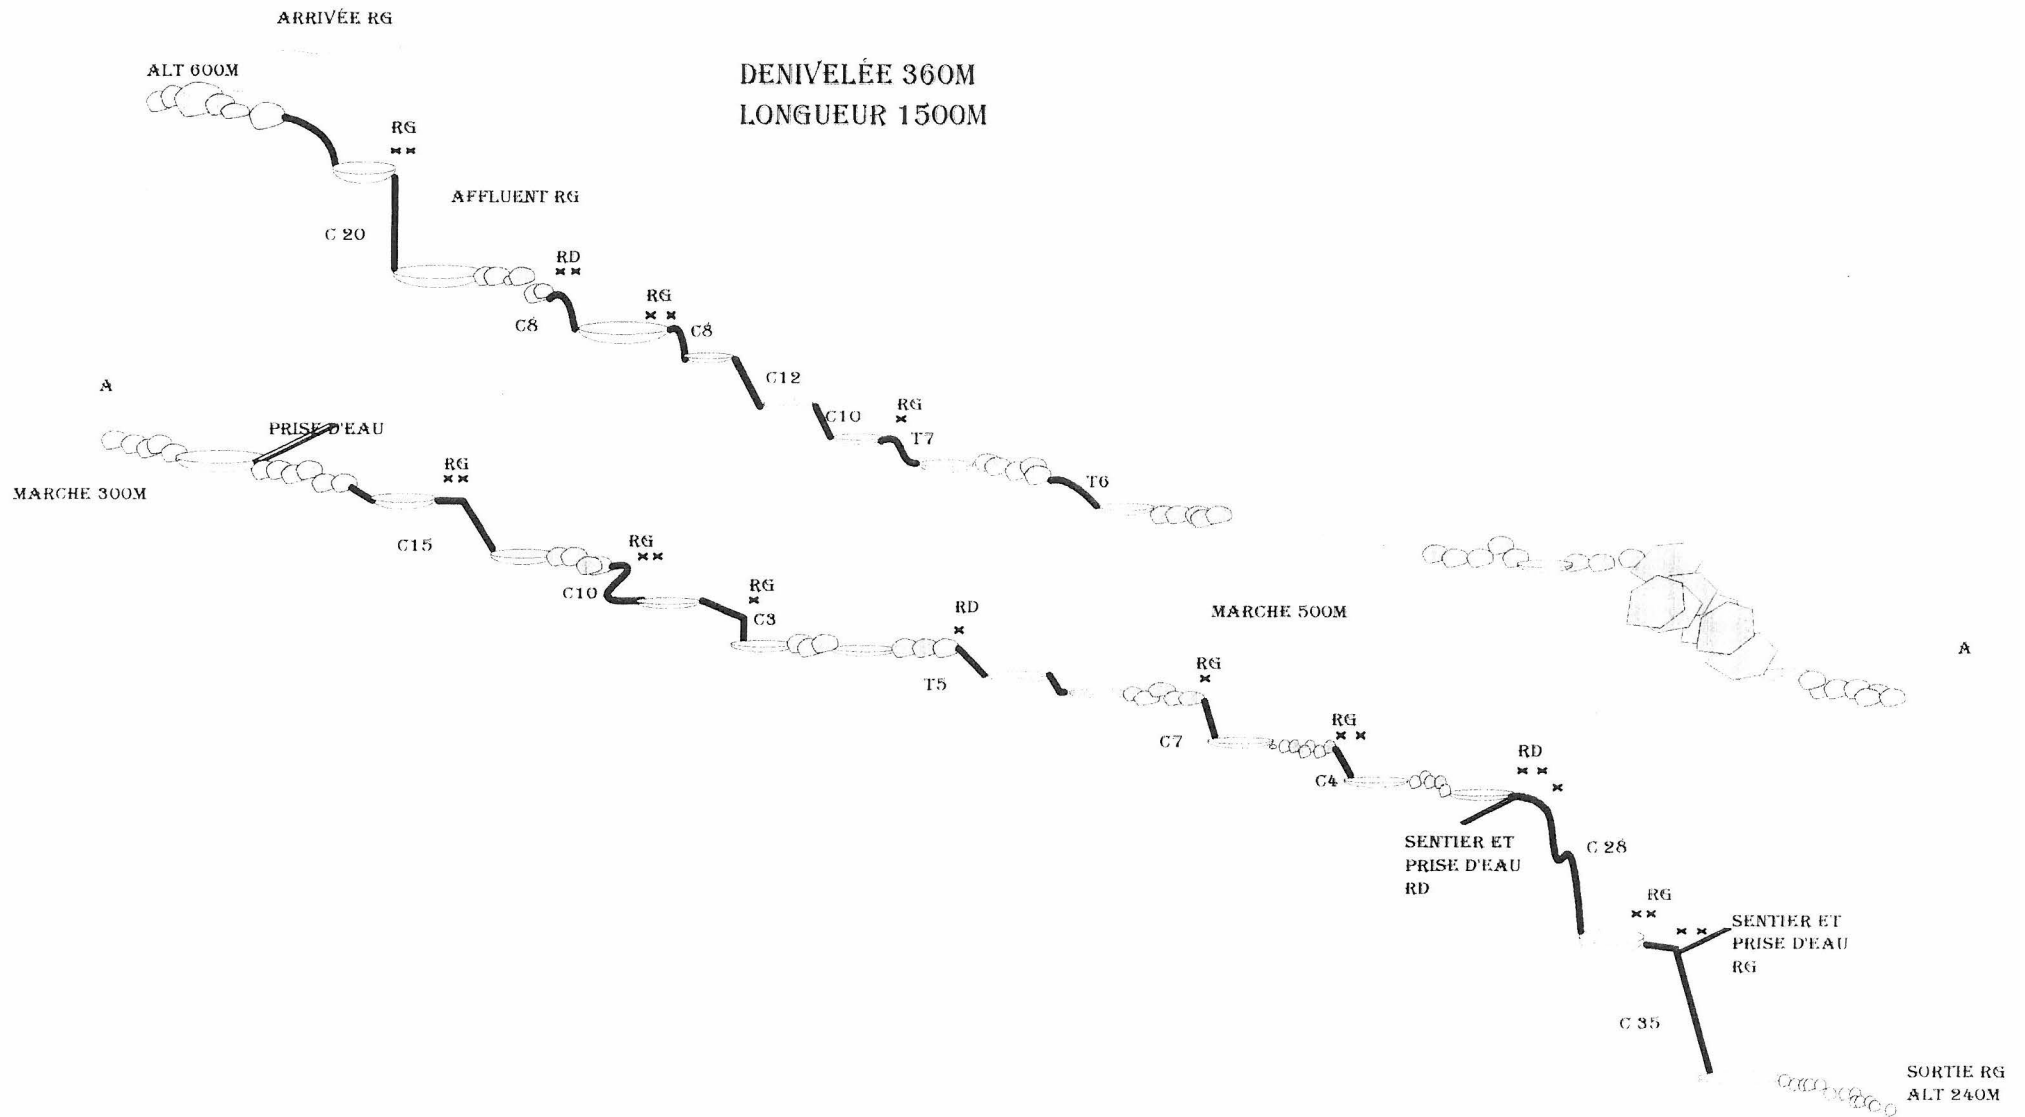 ARRIVÉE RG
ALT 600M
DENIVELÉE 360M
LONGUEUR 1500M
RG
AFFLUENT RG
C 20
RD
RG
C8
C8
C12
A
RG
C10
T7
PRISE D'EAU
RG
T6
MARCHE 300M
C15
RG
C10
RG
C3
RD
MARCHE 500M
A
RG
T5
RG
C7
RD
C4
SENTIER ET
PRISE D'EAU
RD
C 28
RG
SENTIER ET
PRISE D'EAU
RG
C 35
SORTIE RG
ALT 240M